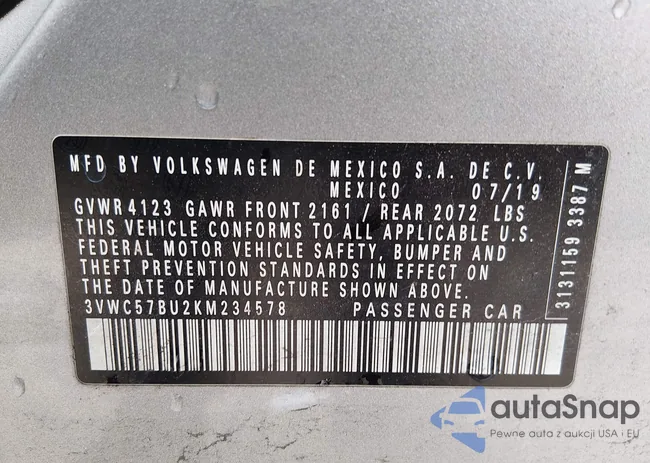 MFD BY VOLKSWAGEN DE MEXICO S.A. DE C.V.
MEXICO 07/19
GVWR 4123 GAWR FRONT 2161 / REAR 2072 LBS
THIS VEHICLE CONFORMS TO ALL APPLICABLE U.S.
FEDERAL MOTOR VEHICLE SAFETY, BUMPER AND
THEFT PREVENTION STANDARDS IN EFFECT ON
THE DATE OF MANUFACTURE SHOWN ABOVE.
3VWC57BU2KM234578 PASSENGER CAR
3131159 3387 M
autaSnap
Pewne auta z aukcji USA i EU